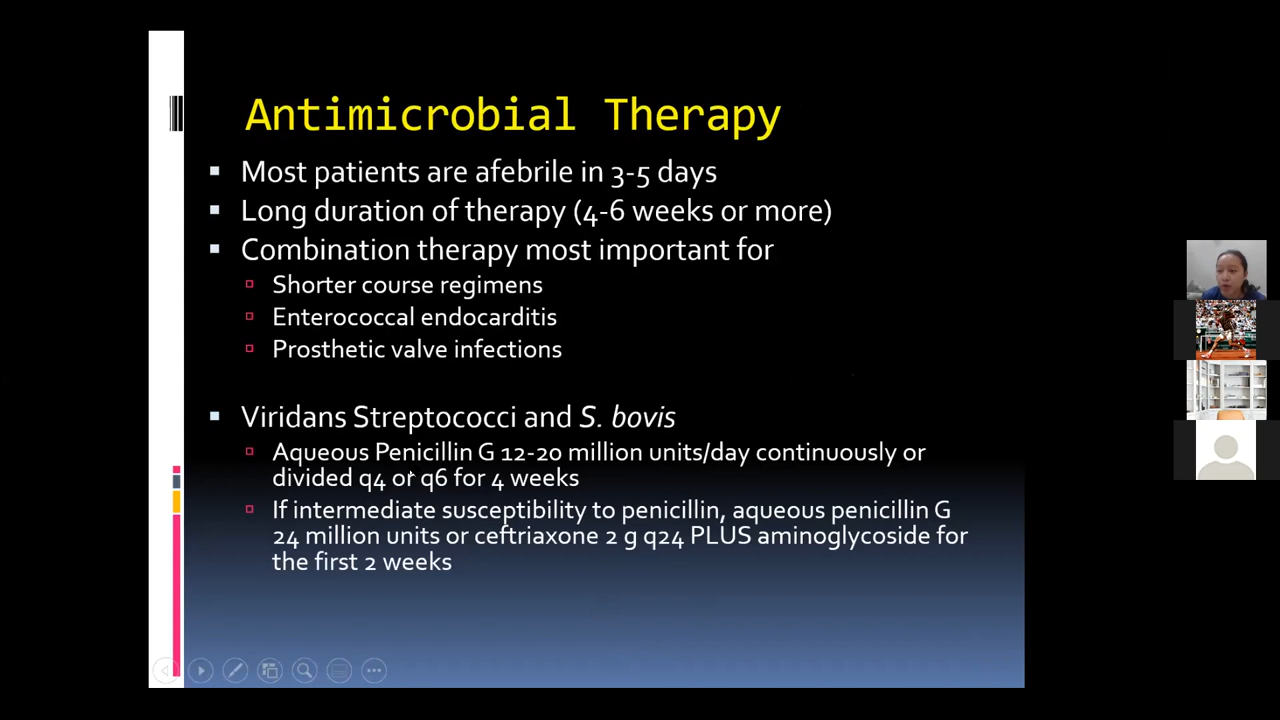 Antimicrobial Therapy
Most patients are afebrile in 3-5 days
Long duration of therapy (4-6 weeks or more)
Combination therapy most important for
Shorter course regimens
Enterococcal endocarditis
Prosthetic valve infections
Viridans Streptococci and S. bovis
Aqueous Penicillin G 12-20 million units/day continuously or
divided q4 or q6 for 4 weeks
If intermediate susceptibility to penicillin, aqueous penicillin G
24 million units or ceftriaxone 2 g q24 PLUS aminoglycoside for
the first 2 weeks